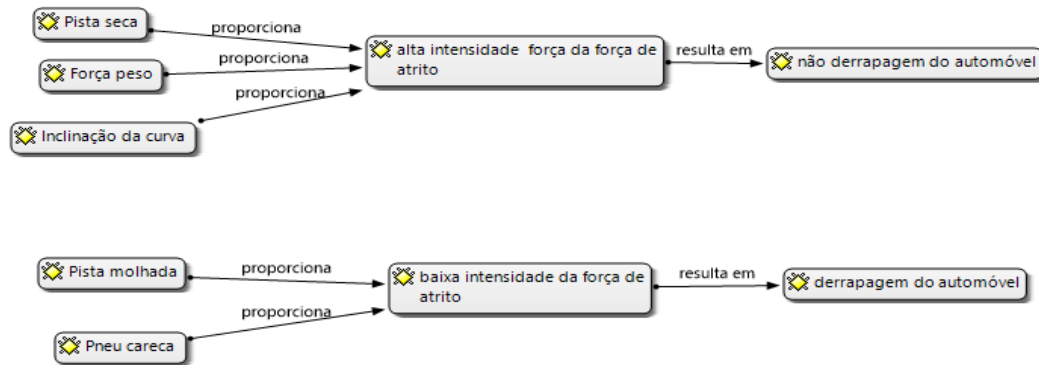 Pista seca
proporciona
alta intensidade força da força de
atrito
resulta em
não derrapagem do automóvel
Força peso
proporciona
proporciona
Inclinação da curva
Pista molhada
proporciona
baixa intensidade da força de
atrito
resulta em
derrapagem do automóvel
proporciona
Pneu careca